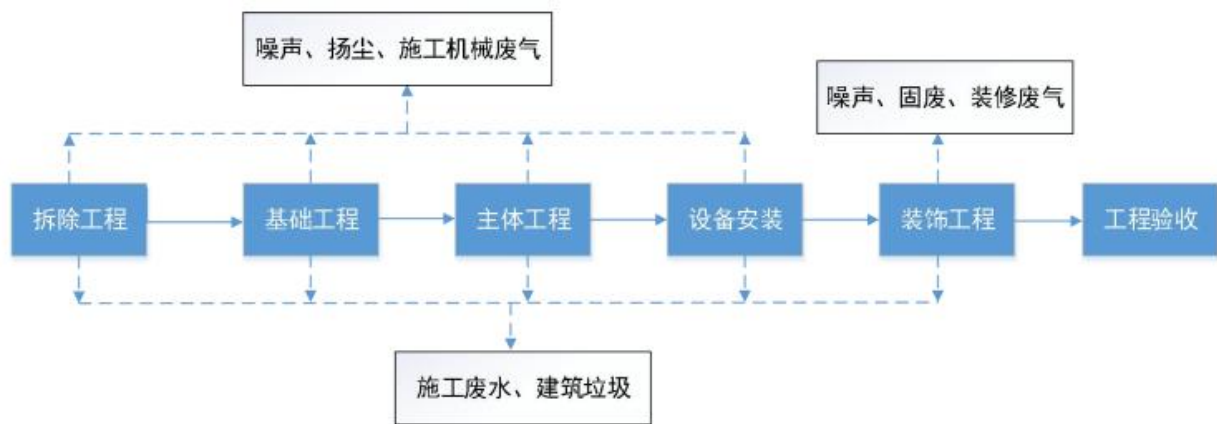 噪声、扬尘、施工机械废气
噪声、固废、装修废气
拆除工程
基础工程
主体工程
设备安装
装饰工程
工程验收
施工废水、建筑垃圾